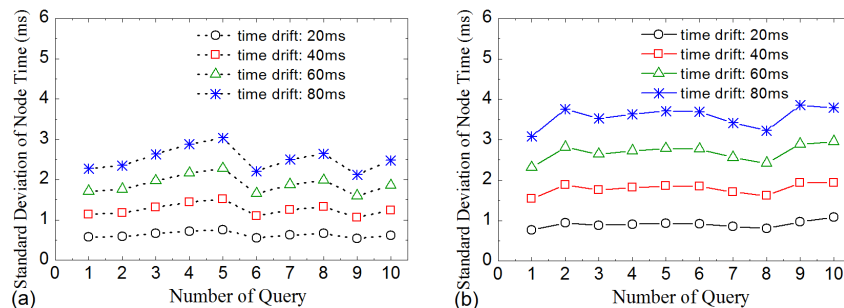 Standard Deviation of Node Time (ms)
6
5
4
3
2
1
0
time drift: 20ms
time drift: 40ms
time drift: 60ms
time drift: 80ms
0 1 2 3 4 5 6 7 8 9 10
Number of Query
(a)
Standard Deviation of Node Time (ms)
6
5
4
3
2
1
0
time drift: 20ms
time drift: 40ms
time drift: 60ms
time drift: 80ms
0 1 2 3 4 5 6 7 8 9 10
Number of Query
(b)